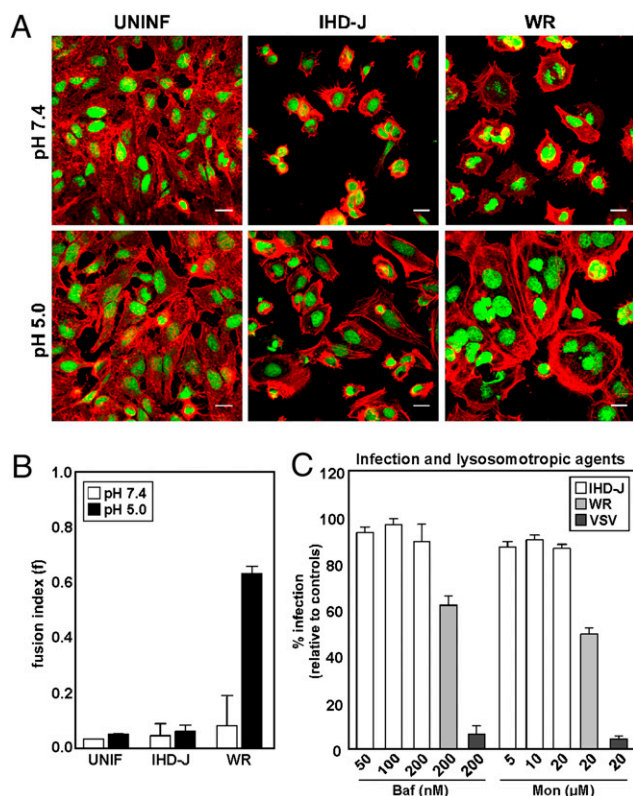 A
UNINF IHD-J WR
pH 7.4
pH 5.0
B
1.0
0.8
0.6
0.4
0.2
0.0
fusion index (f)
pH 7.4
pH 5.0
UNIF IHD-J WR
C
Infection and lysosomotropic agents
120
100
80
60
40
20
0
% infection
(relative to controls)
IHD-J
WR
VSV
50 100 200 200 200 5 10 20 20 20
Baf (nM) Mon (μM)